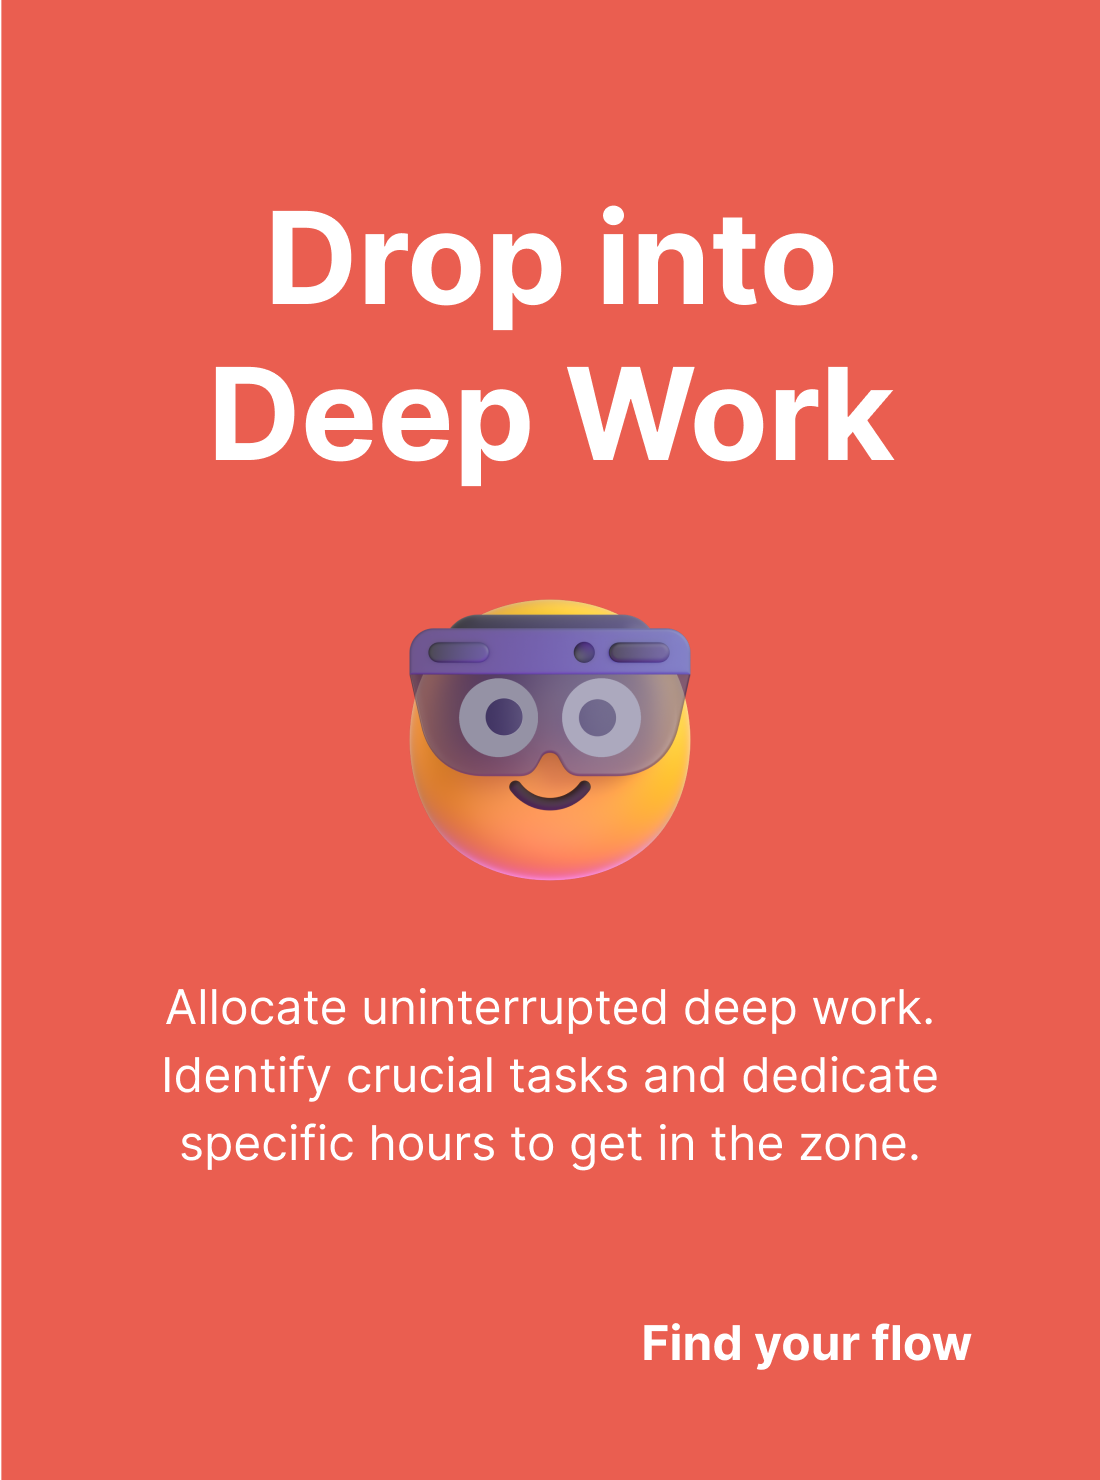 Drop into
Deep Work
Allocate uninterrupted deep work.
Identify crucial tasks and dedicate
specific hours to get in the zone.
Find your flow